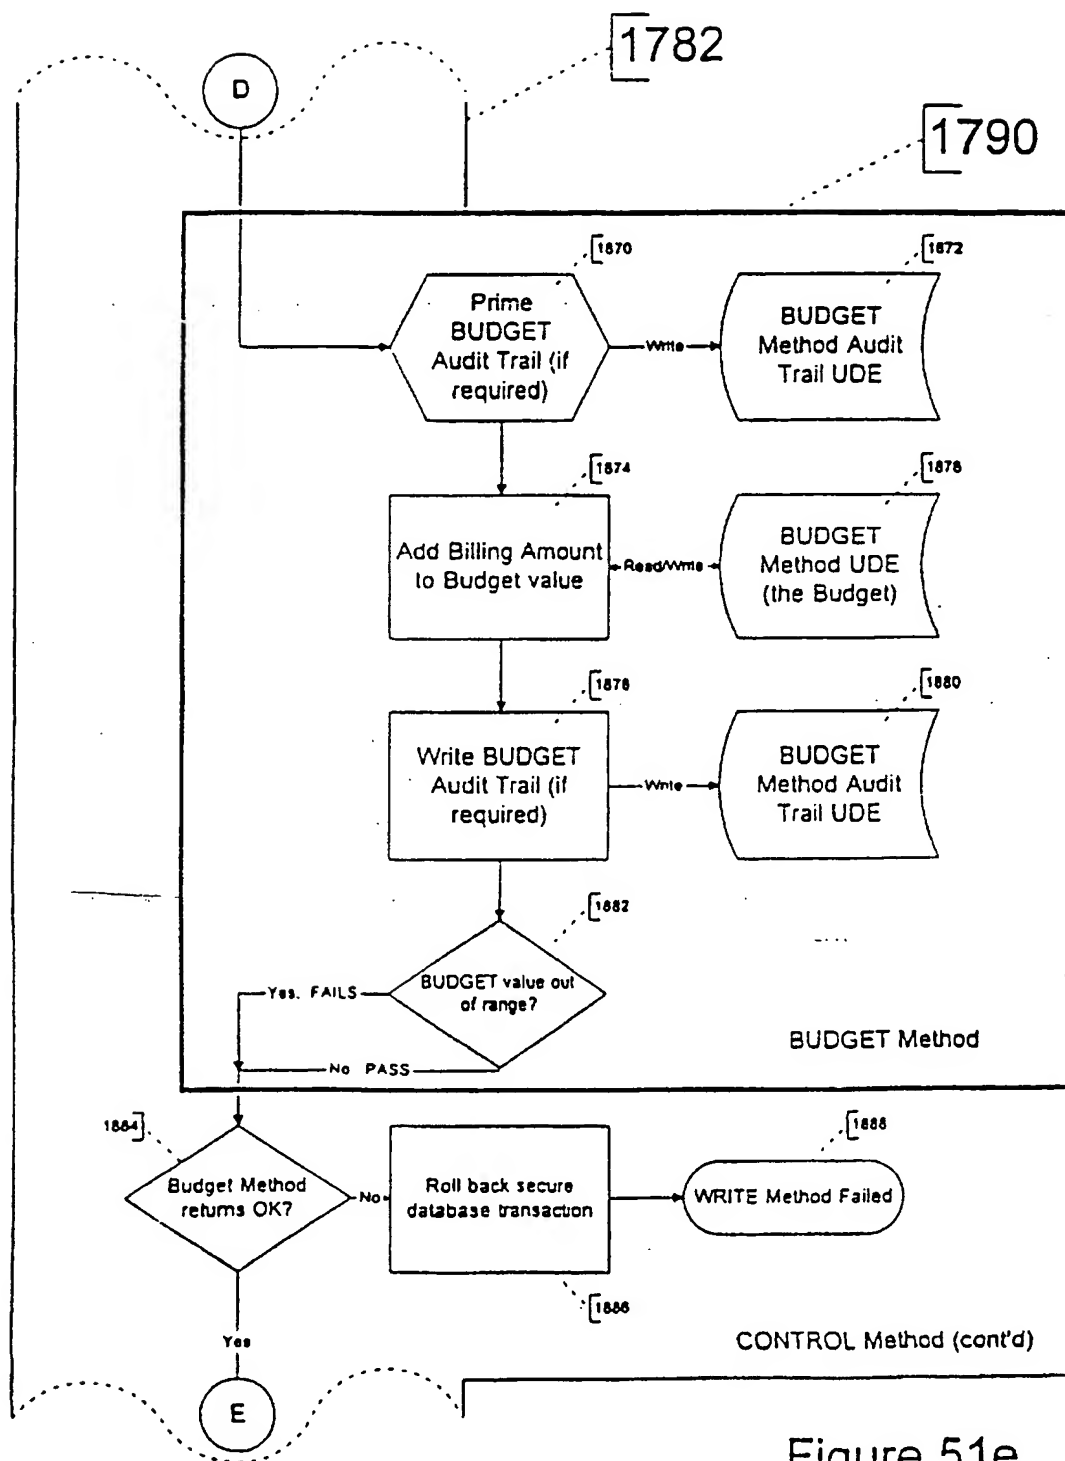 1782
D
1790
1870
1872
Prime
BUDGET
Audit Trail (if
required)
Write
BUDGET
Method Audit
Trail UDE
1874
1878
Add Billing Amount
to Budget value
Read/Write
BUDGET
Method UDE
(the Budget)
1876
1880
Write BUDGET
Audit Trail (if
required)
Write
BUDGET
Method Audit
Trail UDE
1882
BUDGET value out
of range?
Yes, FAILS
No PASS
BUDGET Method
1884
1888
Budget Method
returns OK?
No
Roll back secure
database transaction
WRITE Method Failed
1886
Yes
CONTROL Method (cont'd)
E
Figure 51e